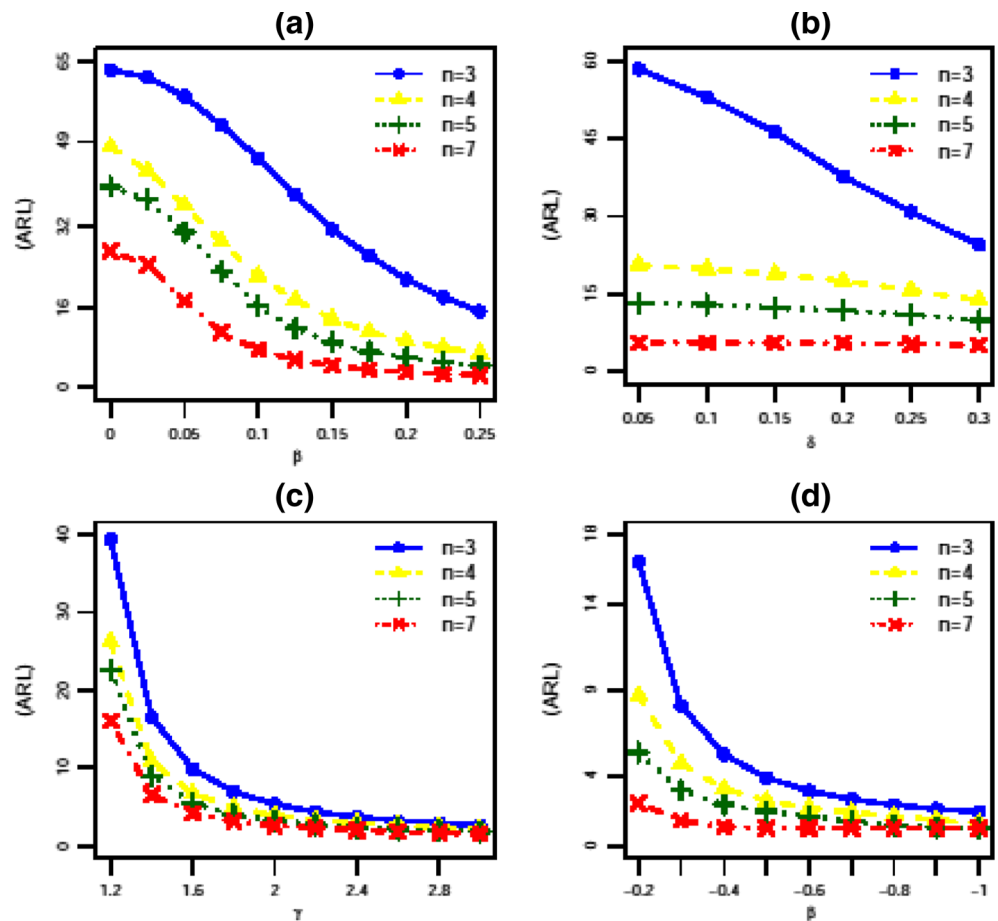 (a)
(ARL)
65
49
32
16
0
n=3
n=4
n=5
n=7
0 0.05 0.1 0.15 0.2 0.25
β
(b)
(ARL)
60
45
30
15
0
n=3
n=4
n=5
n=7
0.05 0.1 0.15 0.2 0.25 0.3
δ
(c)
(ARL)
40
30
20
10
0
n=3
n=4
n=5
n=7
1.2 1.6 2 2.4 2.8
γ
(d)
(ARL)
18
14
9
4
0
n=3
n=4
n=5
n=7
-0.2 -0.4 -0.6 -0.8 -1
β